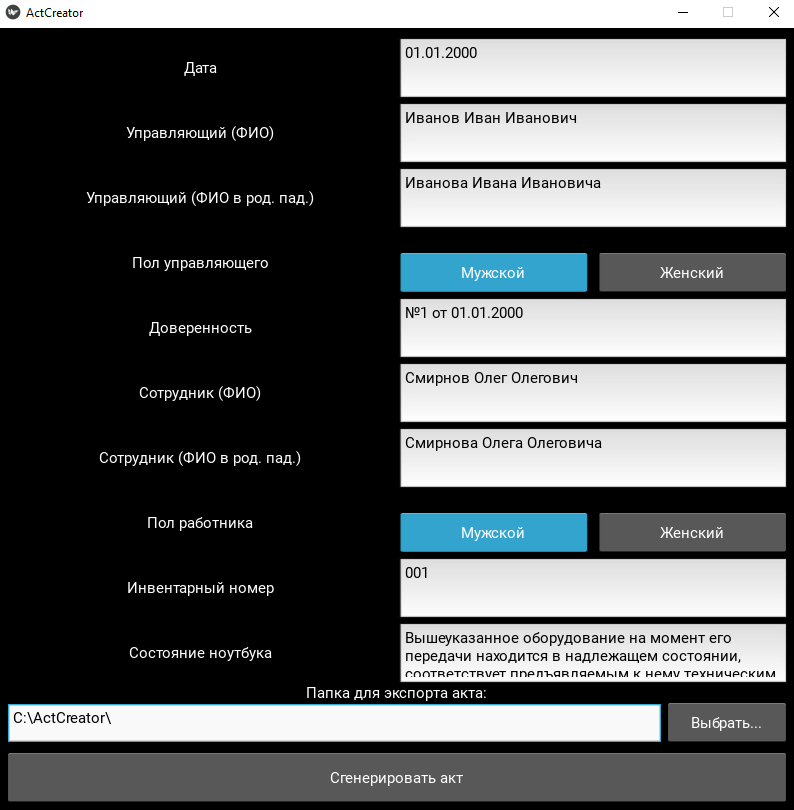 ActCreator
Дата
01.01.2000
Управляющий (ФИО)
Иванов Иван Иванович
Управляющий (ФИО в род. пад.)
Иванова Ивана Ивановича
Пол управляющего
Мужской
Женский
Доверенность
№1 от 01.01.2000
Сотрудник (ФИО)
Смирнов Олег Олегович
Сотрудник (ФИО в род. пад.)
Смирнова Олега Олеговича
Пол работника
Мужской
Женский
Инвентарный номер
001
Состояние ноутбука
Вышеуказанное оборудование на момент его
передачи находится в надлежащем состоянии,
соответствует предъявляемым к нему техническим
Папка для экспорта акта:
C:\ActCreator\
Выбрать...
Сгенерировать акт